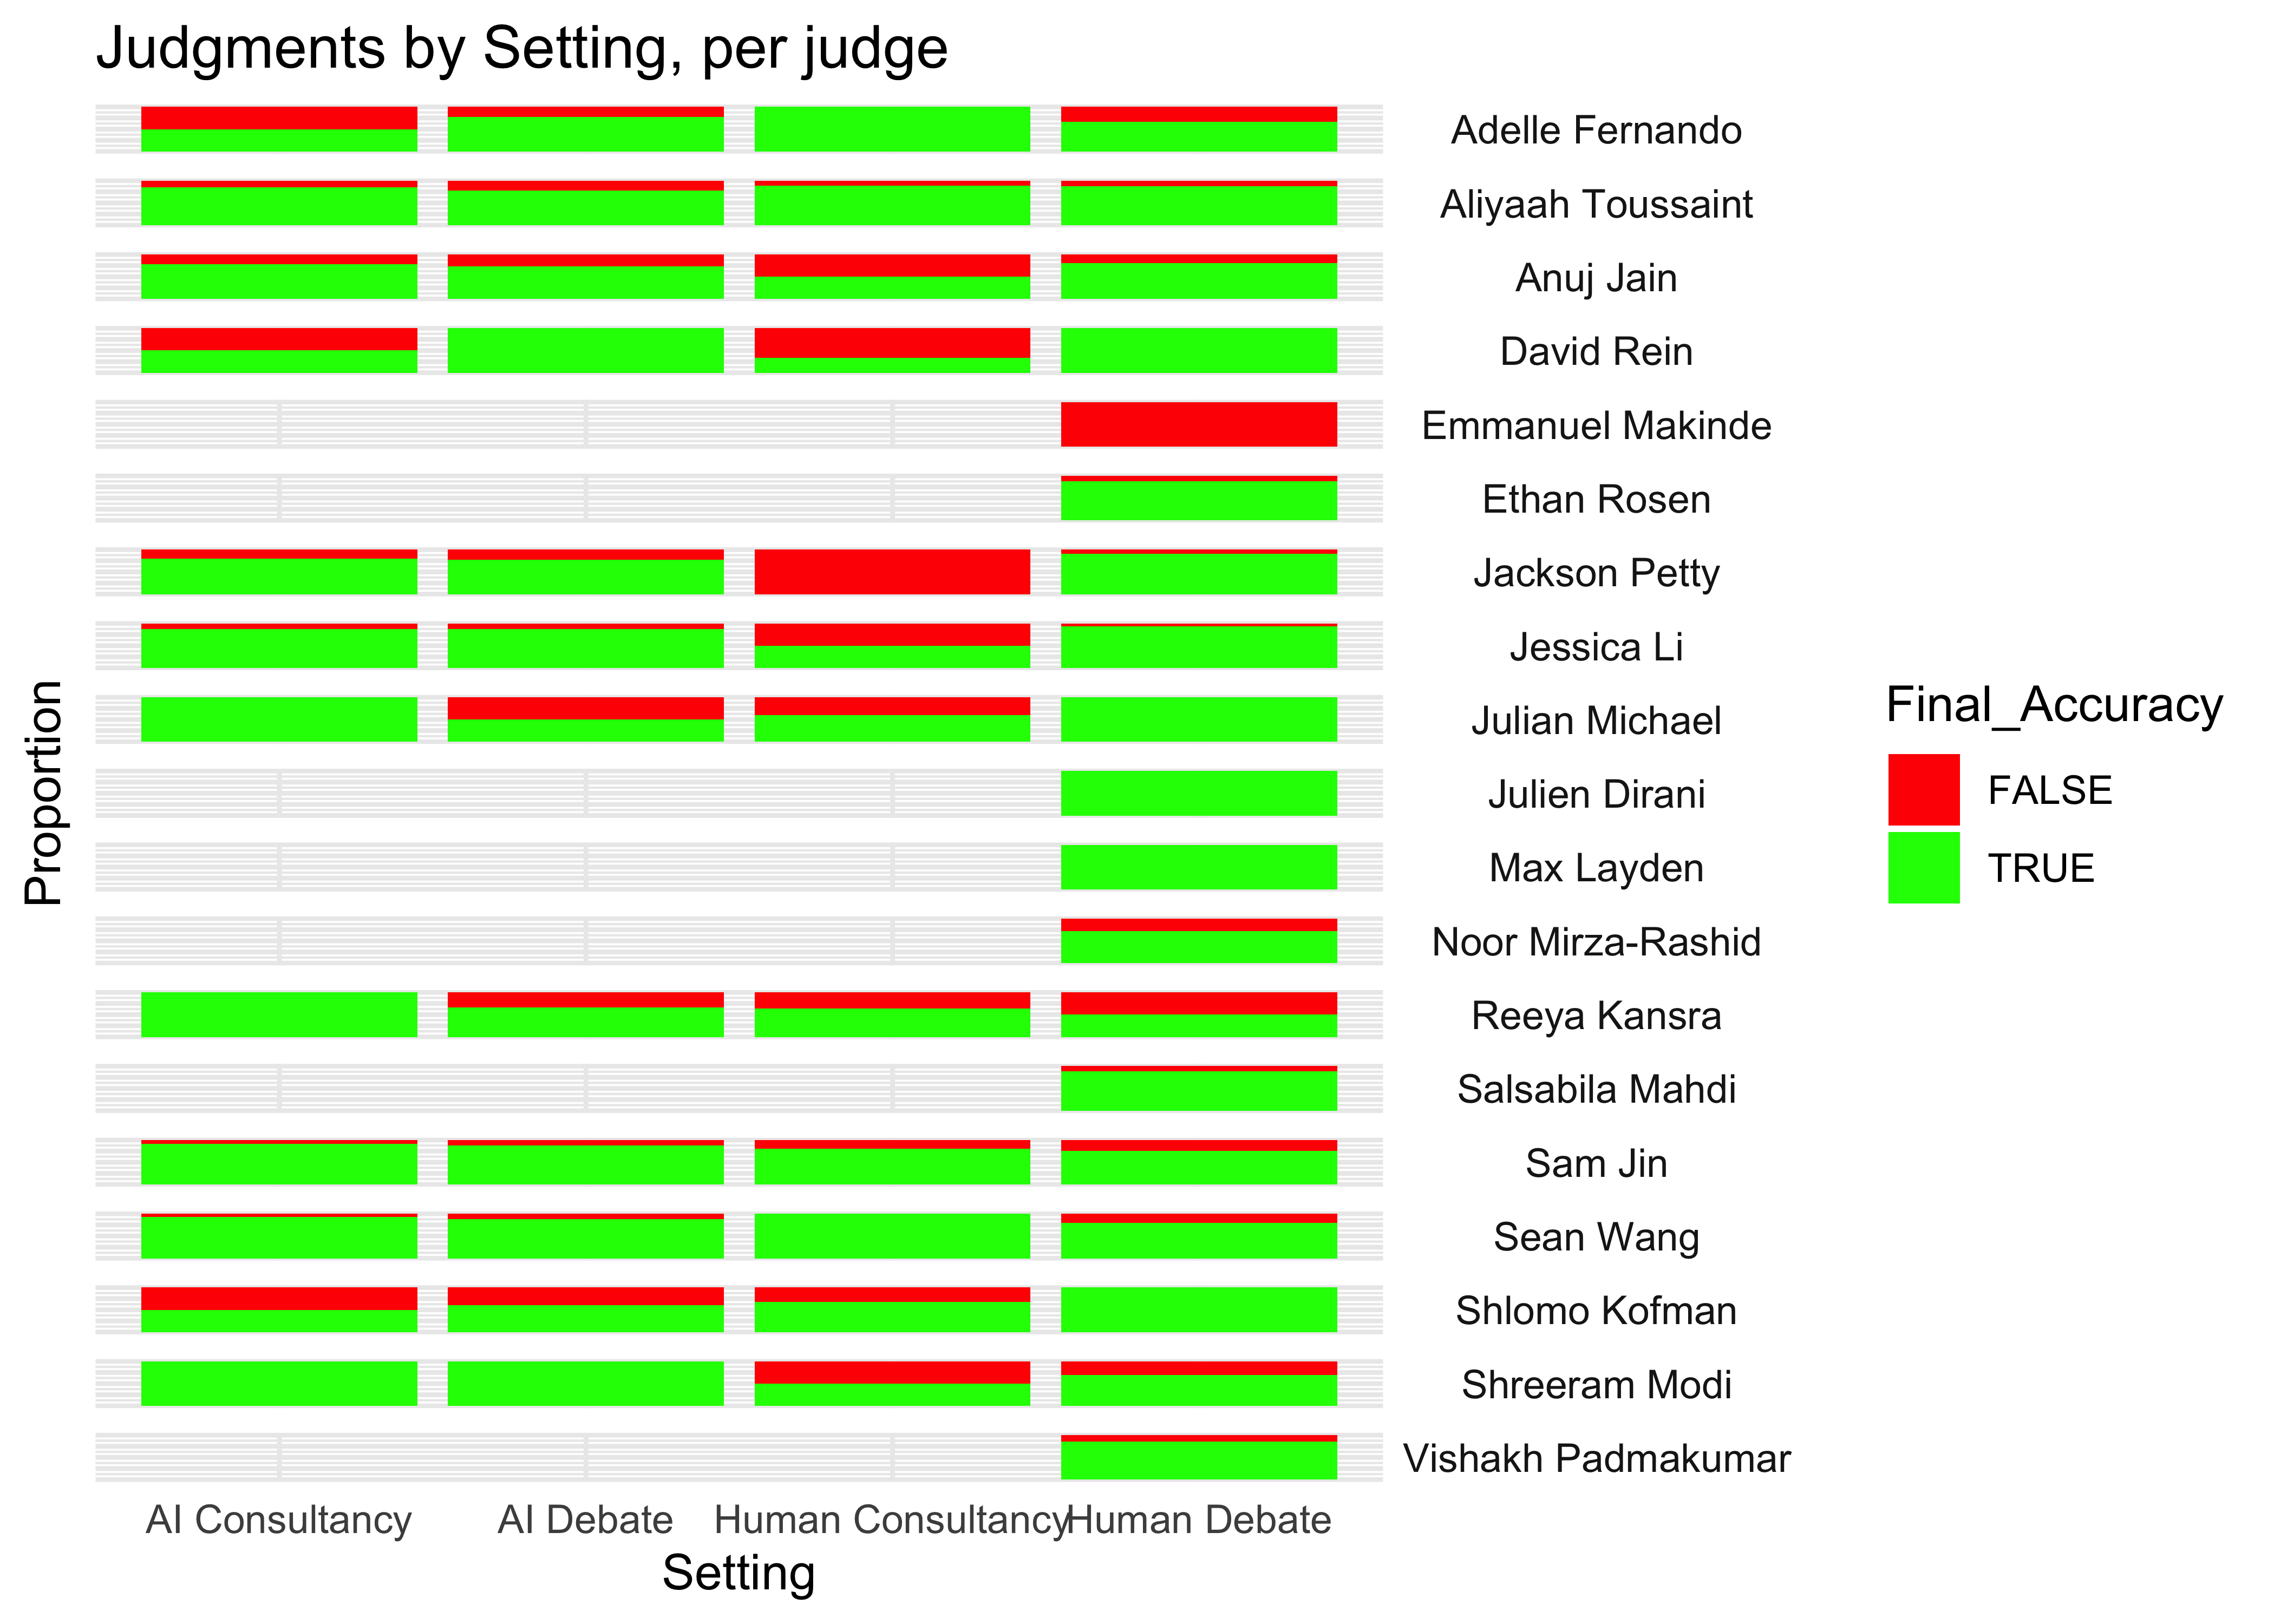 Judgments by Setting, per judge
Adelle Fernando
Aliyaah Toussaint
Anuj Jain
David Rein
Emmanuel Makinde
Ethan Rosen
Jackson Petty
Jessica Li
Julian Michael
Julien Dirani
Max Layden
Noor Mirza-Rashid
Reeya Kansra
Salsabila Mahdi
Sam Jin
Sean Wang
Shlomo Kofman
Shreeram Modi
Vishakh Padmakumar
Proportion
AI Consultancy
AI Debate
Human Consultancy
Human Debate
Setting
Final_Accuracy
FALSE
TRUE